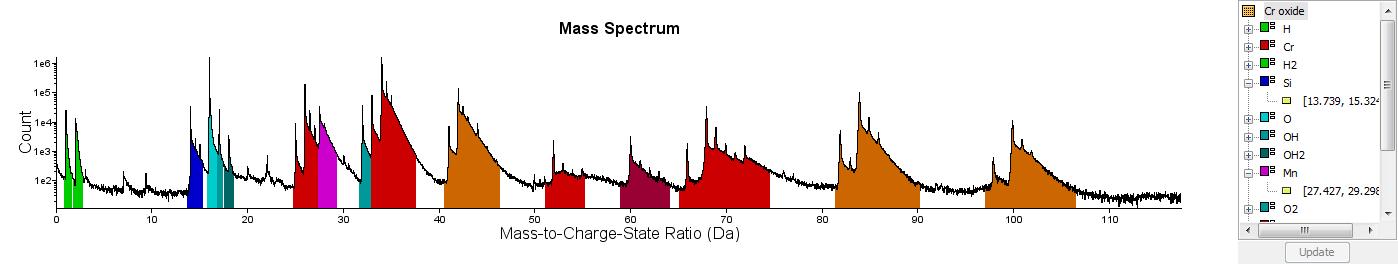 Mass Spectrum
1e6
1e5
1e4
1e3
1e2
Count
0 10 20 30 40 50 60 70 80 90 100 110
Mass-to-Charge-State Ratio (Da)
Cr oxide
H
Cr
H2
Si
[13.739, 15.324
O
OH
OH2
Mn
[27.427, 29.298
O2
Update